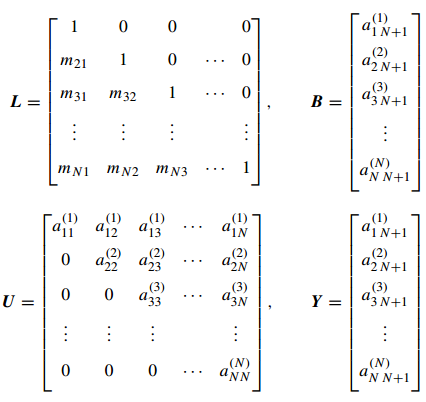 $$L = \begin{bmatrix} 1 & 0 & 0 & & 0 \\ m_{21} & 1 & 0 & \cdots & 0 \\ m_{31} & m_{32} & 1 & \cdots & 0 \\ \vdots & \vdots & \vdots & & \vdots \\ m_{N1} & m_{N2} & m_{N3} & \cdots & 1 \end{bmatrix}, \quad B = \begin{bmatrix} a_{1\,N+1}^{(1)} \\ a_{2\,N+1}^{(2)} \\ a_{3\,N+1}^{(3)} \\ \vdots \\ a_{N\,N+1}^{(N)} \end{bmatrix}$$
$$U = \begin{bmatrix} a_{11}^{(1)} & a_{12}^{(1)} & a_{13}^{(1)} & \cdots & a_{1N}^{(1)} \\ 0 & a_{22}^{(2)} & a_{23}^{(2)} & \cdots & a_{2N}^{(2)} \\ 0 & 0 & a_{33}^{(3)} & \cdots & a_{3N}^{(3)} \\ \vdots & \vdots & \vdots & & \vdots \\ 0 & 0 & 0 & \cdots & a_{NN}^{(N)} \end{bmatrix}, \quad Y = \begin{bmatrix} a_{1\,N+1}^{(1)} \\ a_{2\,N+1}^{(2)} \\ a_{3\,N+1}^{(3)} \\ \vdots \\ a_{N\,N+1}^{(N)} \end{bmatrix}$$